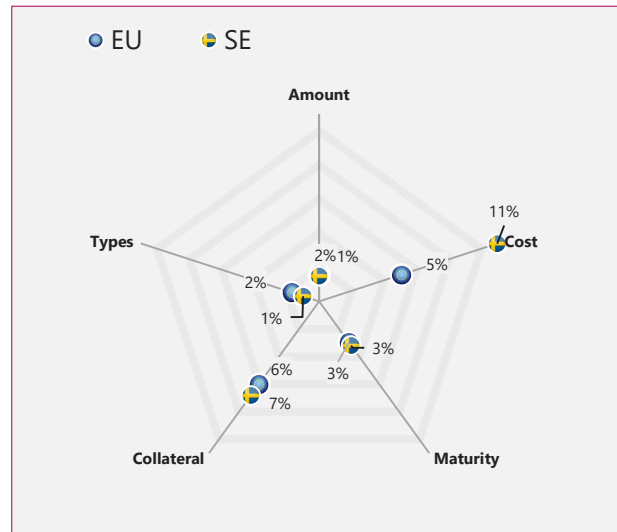 EU SE
Amount
11%
Cost
Types
2% 1%
5%
2%
1%
3%
3%
6%
7%
Collateral
Maturity